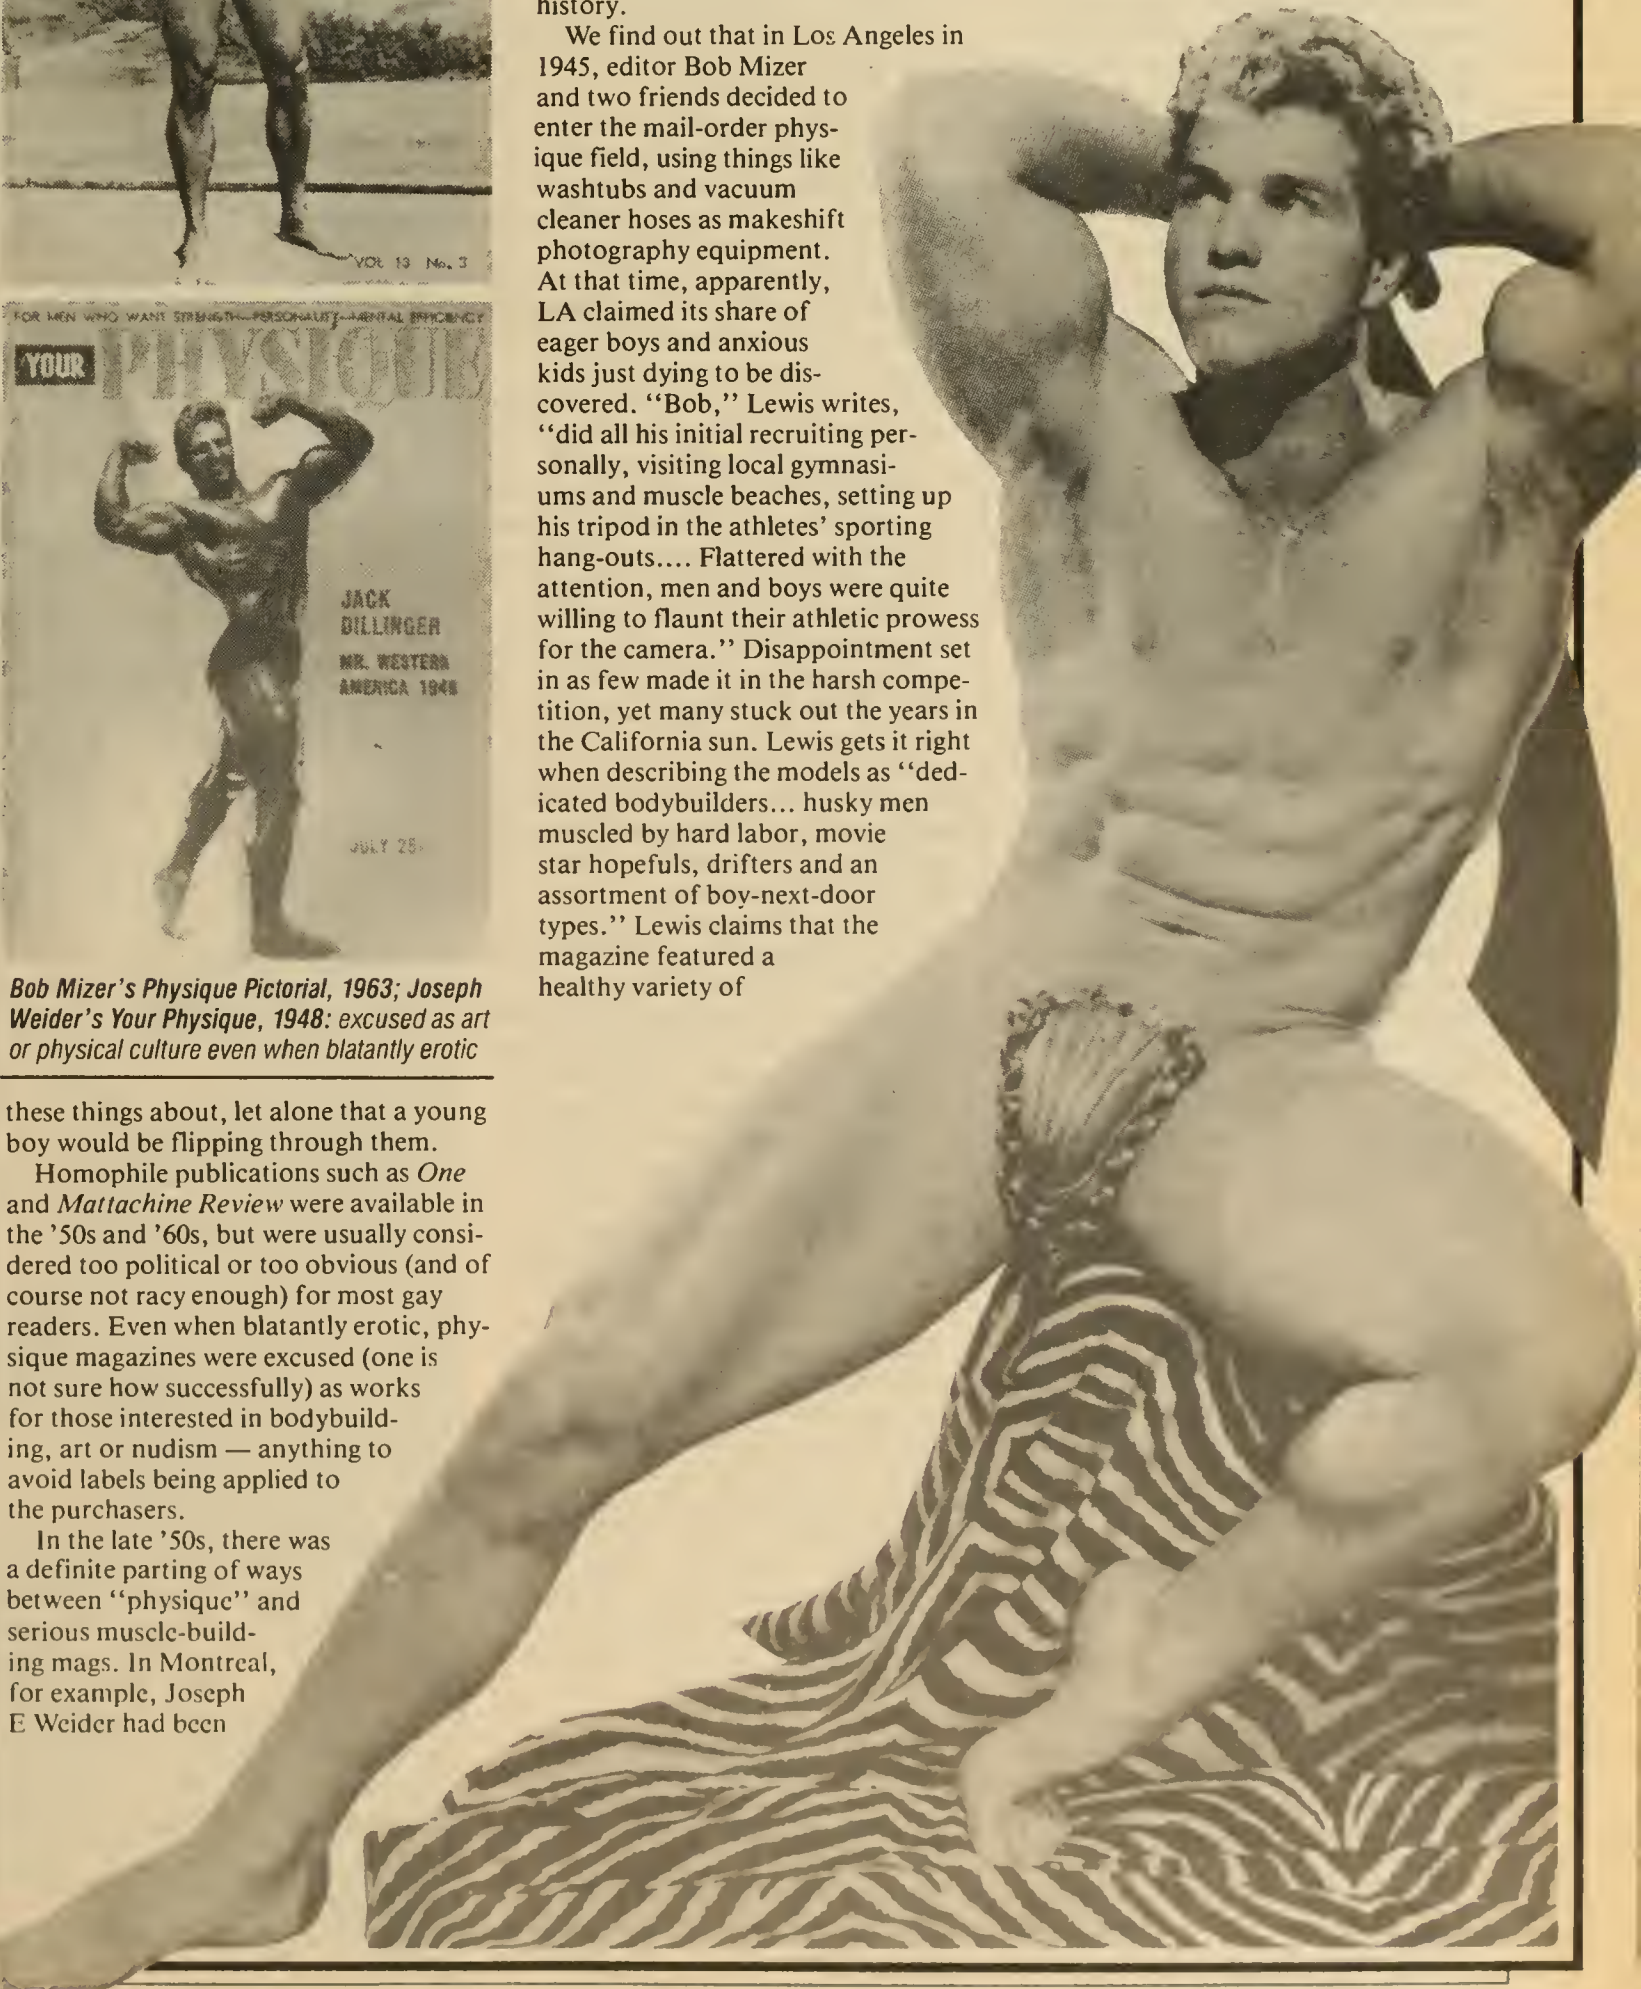 VOL 13 No. 3
FOR MEN WHO WANT STRENGTH—PERSONALITY—MENTAL EFFICIENCY
YOUR PHYSIQUE
JACK
DILLINGER
MR. WESTERN
AMERICA 1948
JULY 25
Bob Mizer's Physique Pictorial, 1963; Joseph
Weider's Your Physique, 1948: excused as art
or physical culture even when blatantly erotic
these things about, let alone that a young
boy would be flipping through them.
Homophile publications such as One
and Mattachine Review were available in
the '50s and '60s, but were usually consi-
dered too political or too obvious (and of
course not racy enough) for most gay
readers. Even when blatantly erotic, phy-
sique magazines were excused (one is
not sure how successfully) as works
for those interested in bodybuild-
ing, art or nudism — anything to
avoid labels being applied to
the purchasers.
In the late '50s, there was
a definite parting of ways
between “physique” and
serious muscle-build-
ing mags. In Montreal,
for example, Joseph
E Weider had been
history.
We find out that in Los Angeles in
1945, editor Bob Mizer
and two friends decided to
enter the mail-order phys-
ique field, using things like
washtubs and vacuum
cleaner hoses as makeshift
photography equipment.
At that time, apparently,
LA claimed its share of
eager boys and anxious
kids just dying to be dis-
covered. “Bob,” Lewis writes,
“did all his initial recruiting per-
sonally, visiting local gymnasi-
ums and muscle beaches, setting up
his tripod in the athletes' sporting
hang-outs.... Flattered with the
attention, men and boys were quite
willing to flaunt their athletic prowess
for the camera.” Disappointment set
in as few made it in the harsh compe-
tition, yet many stuck out the years in
the California sun. Lewis gets it right
when describing the models as “ded-
icated bodybuilders... husky men
muscled by hard labor, movie
star hopefuls, drifters and an
assortment of boy-next-door
types.” Lewis claims that the
magazine featured a
healthy variety of